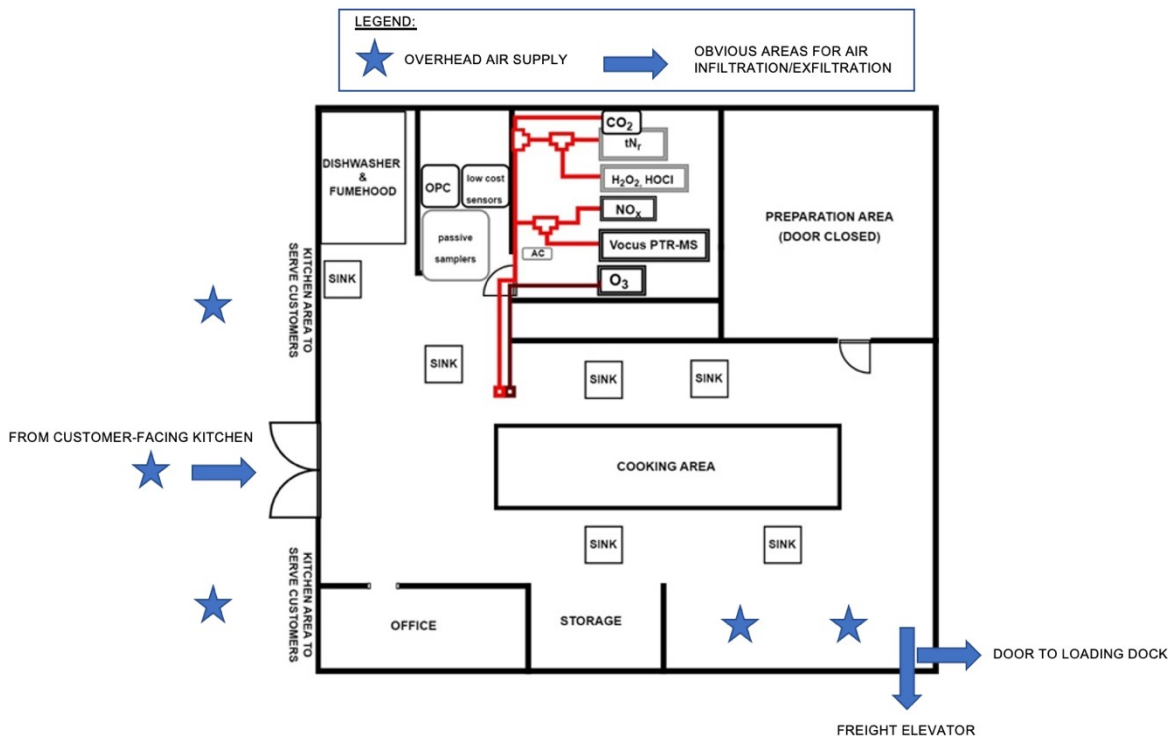 LEGEND:
OVERHEAD AIR SUPPLY
OBVIOUS AREAS FOR AIR
INFILTRATION/EXFILTRATION
DISHWASHER
&
FUMEHOOD
OPC
low cost
sensors
passive
samplers
CO₂
tNᵣ
H₂O₂, HOCl
NOₓ
Vocus PTR-MS
AC
O₃
PREPARATION AREA
(DOOR CLOSED)
KITCHEN AREA TO
SERVE CUSTOMERS
SINK
SINK
SINK
SINK
FROM CUSTOMER-FACING KITCHEN
COOKING AREA
SINK
SINK
KITCHEN AREA TO
SERVE CUSTOMERS
OFFICE
STORAGE
DOOR TO LOADING DOCK
FREIGHT ELEVATOR